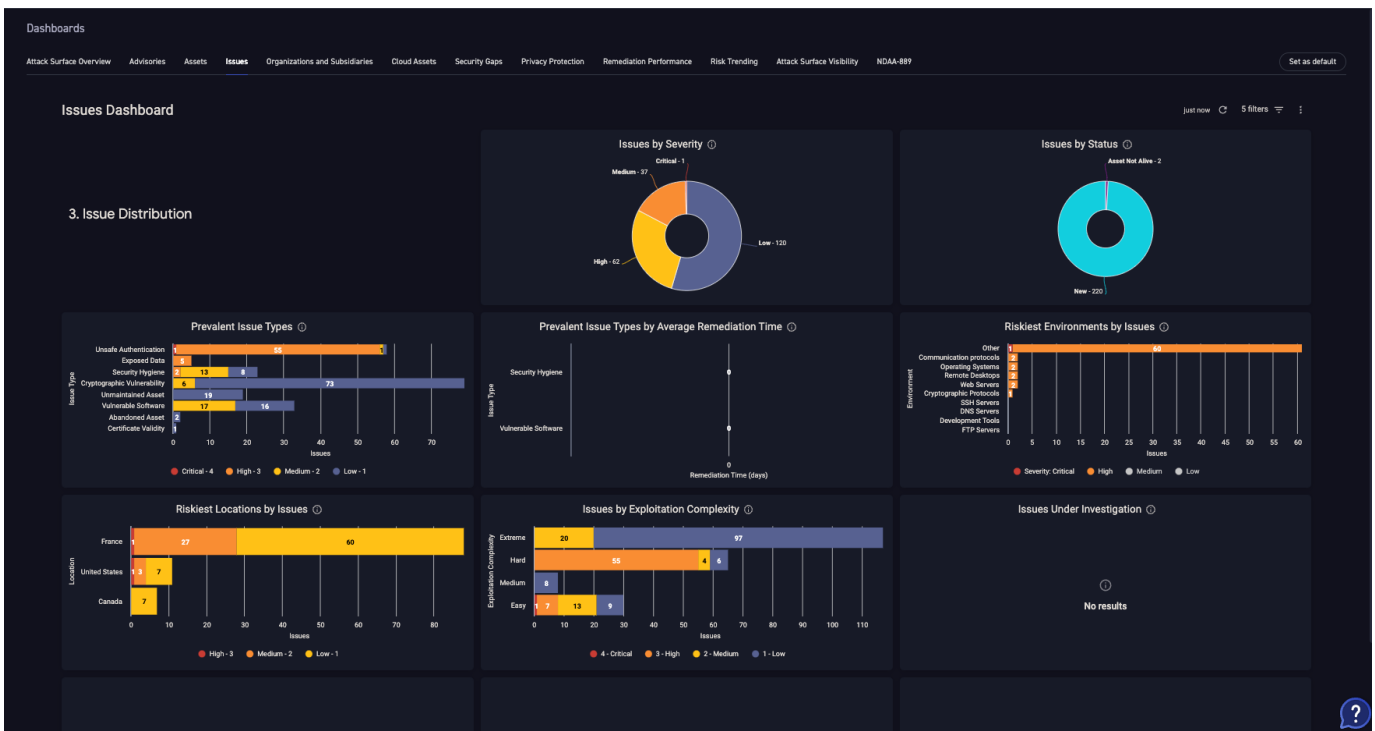 Dashboards
Attack Surface Overview Advisories Assets Issues Organizations and Subsidiaries Cloud Assets Security Gaps Privacy Protection Remediation Performance Risk Trending Attack Surface Visibility NDAA-889 Set as default
Issues Dashboard
just now 5 filters
3. Issue Distribution
Issues by Severity
Critical - 1
Medium - 37
Low - 120
High - 62
Issues by Status
Asset Not Alive - 2
New - 220
Prevalent Issue Types
Issue Type
Unsafe Authentication 1 55 1
Exposed Data 5
Security Hygiene 2 13 8
Cryptographic Vulnerability 6 73
Unmaintained Asset 19
Vulnerable Software 17 16
Abandoned Asset 2
Certificate Validity 1
0 10 20 30 40 50 60 70
Issues
Critical - 4 High - 3 Medium - 2 Low - 1
Prevalent Issue Types by Average Remediation Time
Issue Type
Security Hygiene 0
Vulnerable Software 0
0
Remediation Time (days)
Riskiest Environments by Issues
Environment
Other 1 60
Communication protocols 2
Operating Systems 2
Remote Desktops 2
Web Servers 2
Cryptographic Protocols 1
SSH Servers
DNS Servers
Development Tools
FTP Servers
0 5 10 15 20 25 30 35 40 45 50 55 60
Issues
Severity: Critical High Medium Low
Riskiest Locations by Issues
Location
France 1 27 60
United States 1 3 7
Canada 7
0 10 20 30 40 50 60 70 80
Issues
High - 3 Medium - 2 Low - 1
Issues by Exploitation Complexity
Exploitation Complexity
Extreme 20 97
Hard 55 4 6
Medium 8
Easy 1 7 13 9
0 10 20 30 40 50 60 70 80 90 100 110
Issues
4 - Critical 3 - High 2 - Medium 1 - Low
Issues Under Investigation
No results
?